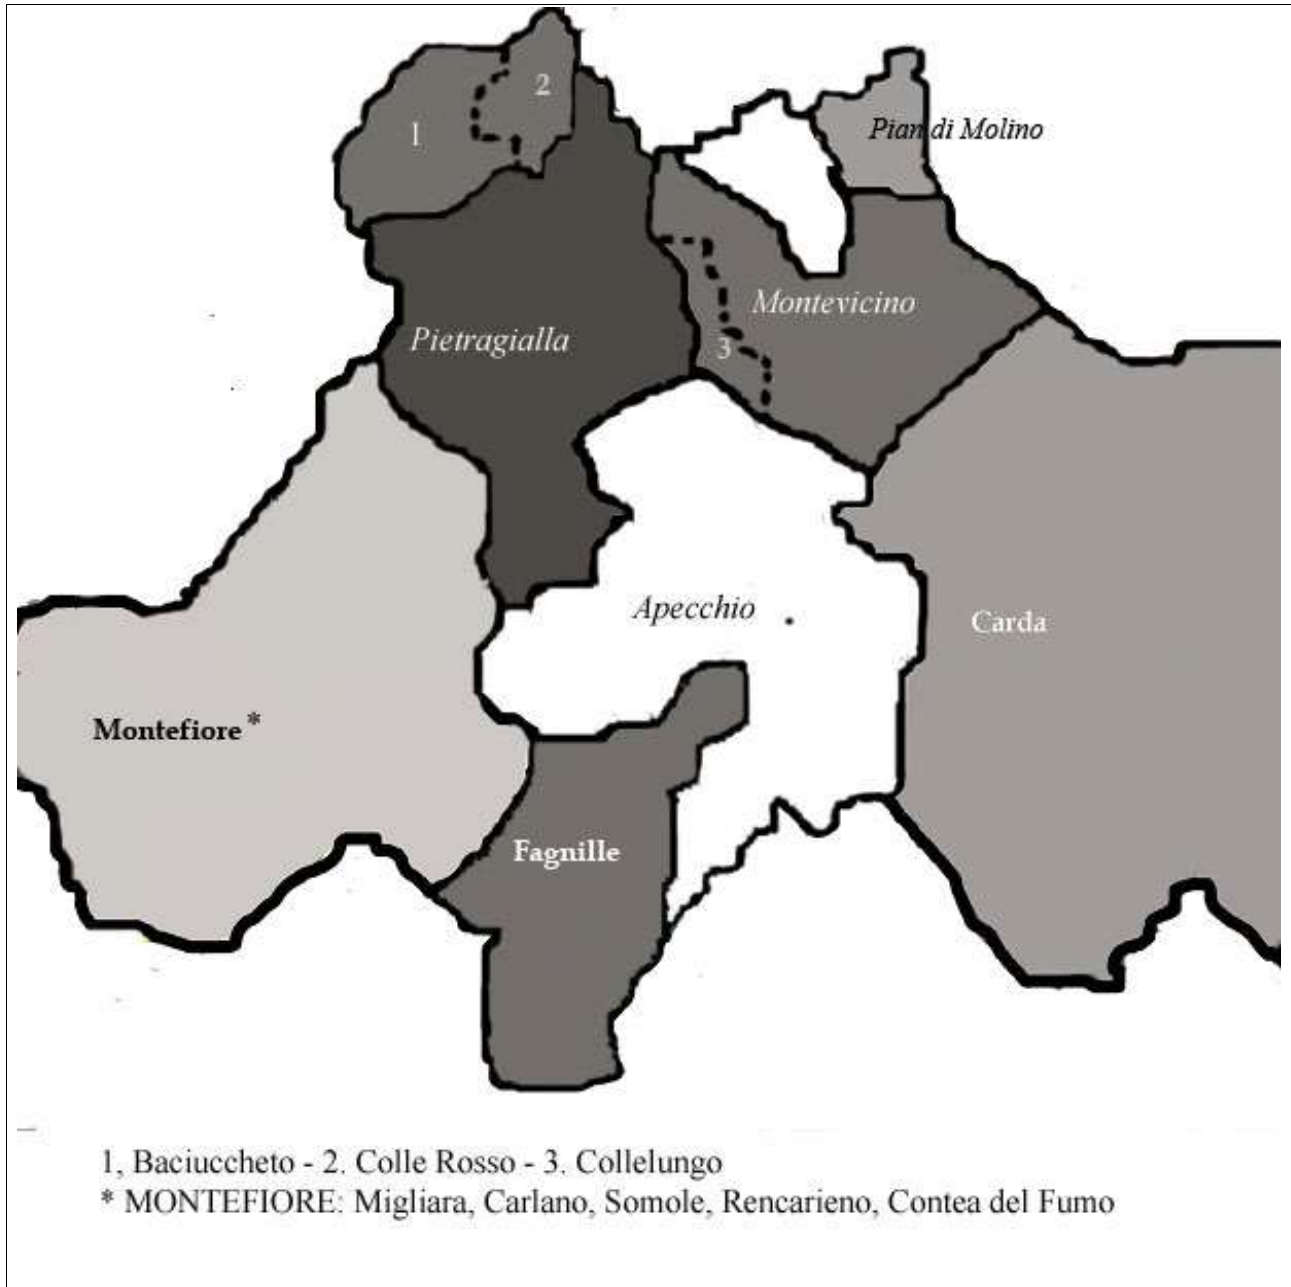 2
1
Pian di Molino
Montevicino
Pietragialla
3
Apecchio
Carda
Montefiore *
Fagnille
1, Baciuccheto - 2. Colle Rosso - 3. Collelungo
* MONTEFIORE: Migliara, Carlano, Somole, Rencarieno, Contea del Fumo